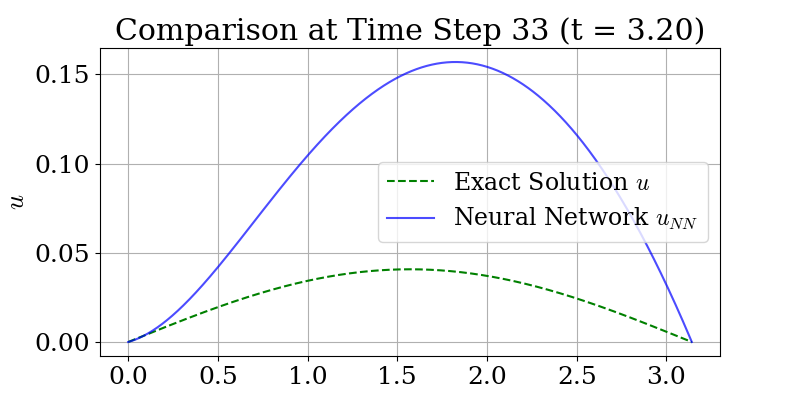 Comparison at Time Step 33 (t = 3.20)
0.15
0.10
0.05
0.00
u
Exact Solution u
Neural Network u_NN
0.0 0.5 1.0 1.5 2.0 2.5 3.0